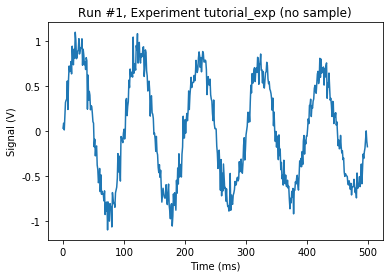 Run #1, Experiment tutorial_exp (no sample)
Signal (V)
1
0.5
0
-0.5
-1
0 100 200 300 400 500
Time (ms)